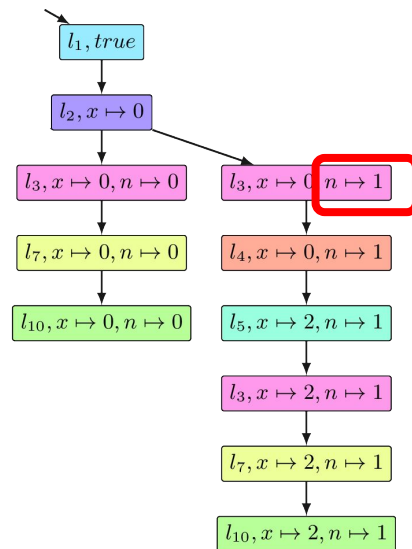 l₁, true
l₂, x ↦ 0
l₃, x ↦ 0, n ↦ 0
l₃, x ↦ 0, n ↦ 1
l₇, x ↦ 0, n ↦ 0
l₄, x ↦ 0, n ↦ 1
l₁₀, x ↦ 0, n ↦ 0
l₅, x ↦ 2, n ↦ 1
l₃, x ↦ 2, n ↦ 1
l₇, x ↦ 2, n ↦ 1
l₁₀, x ↦ 2, n ↦ 1